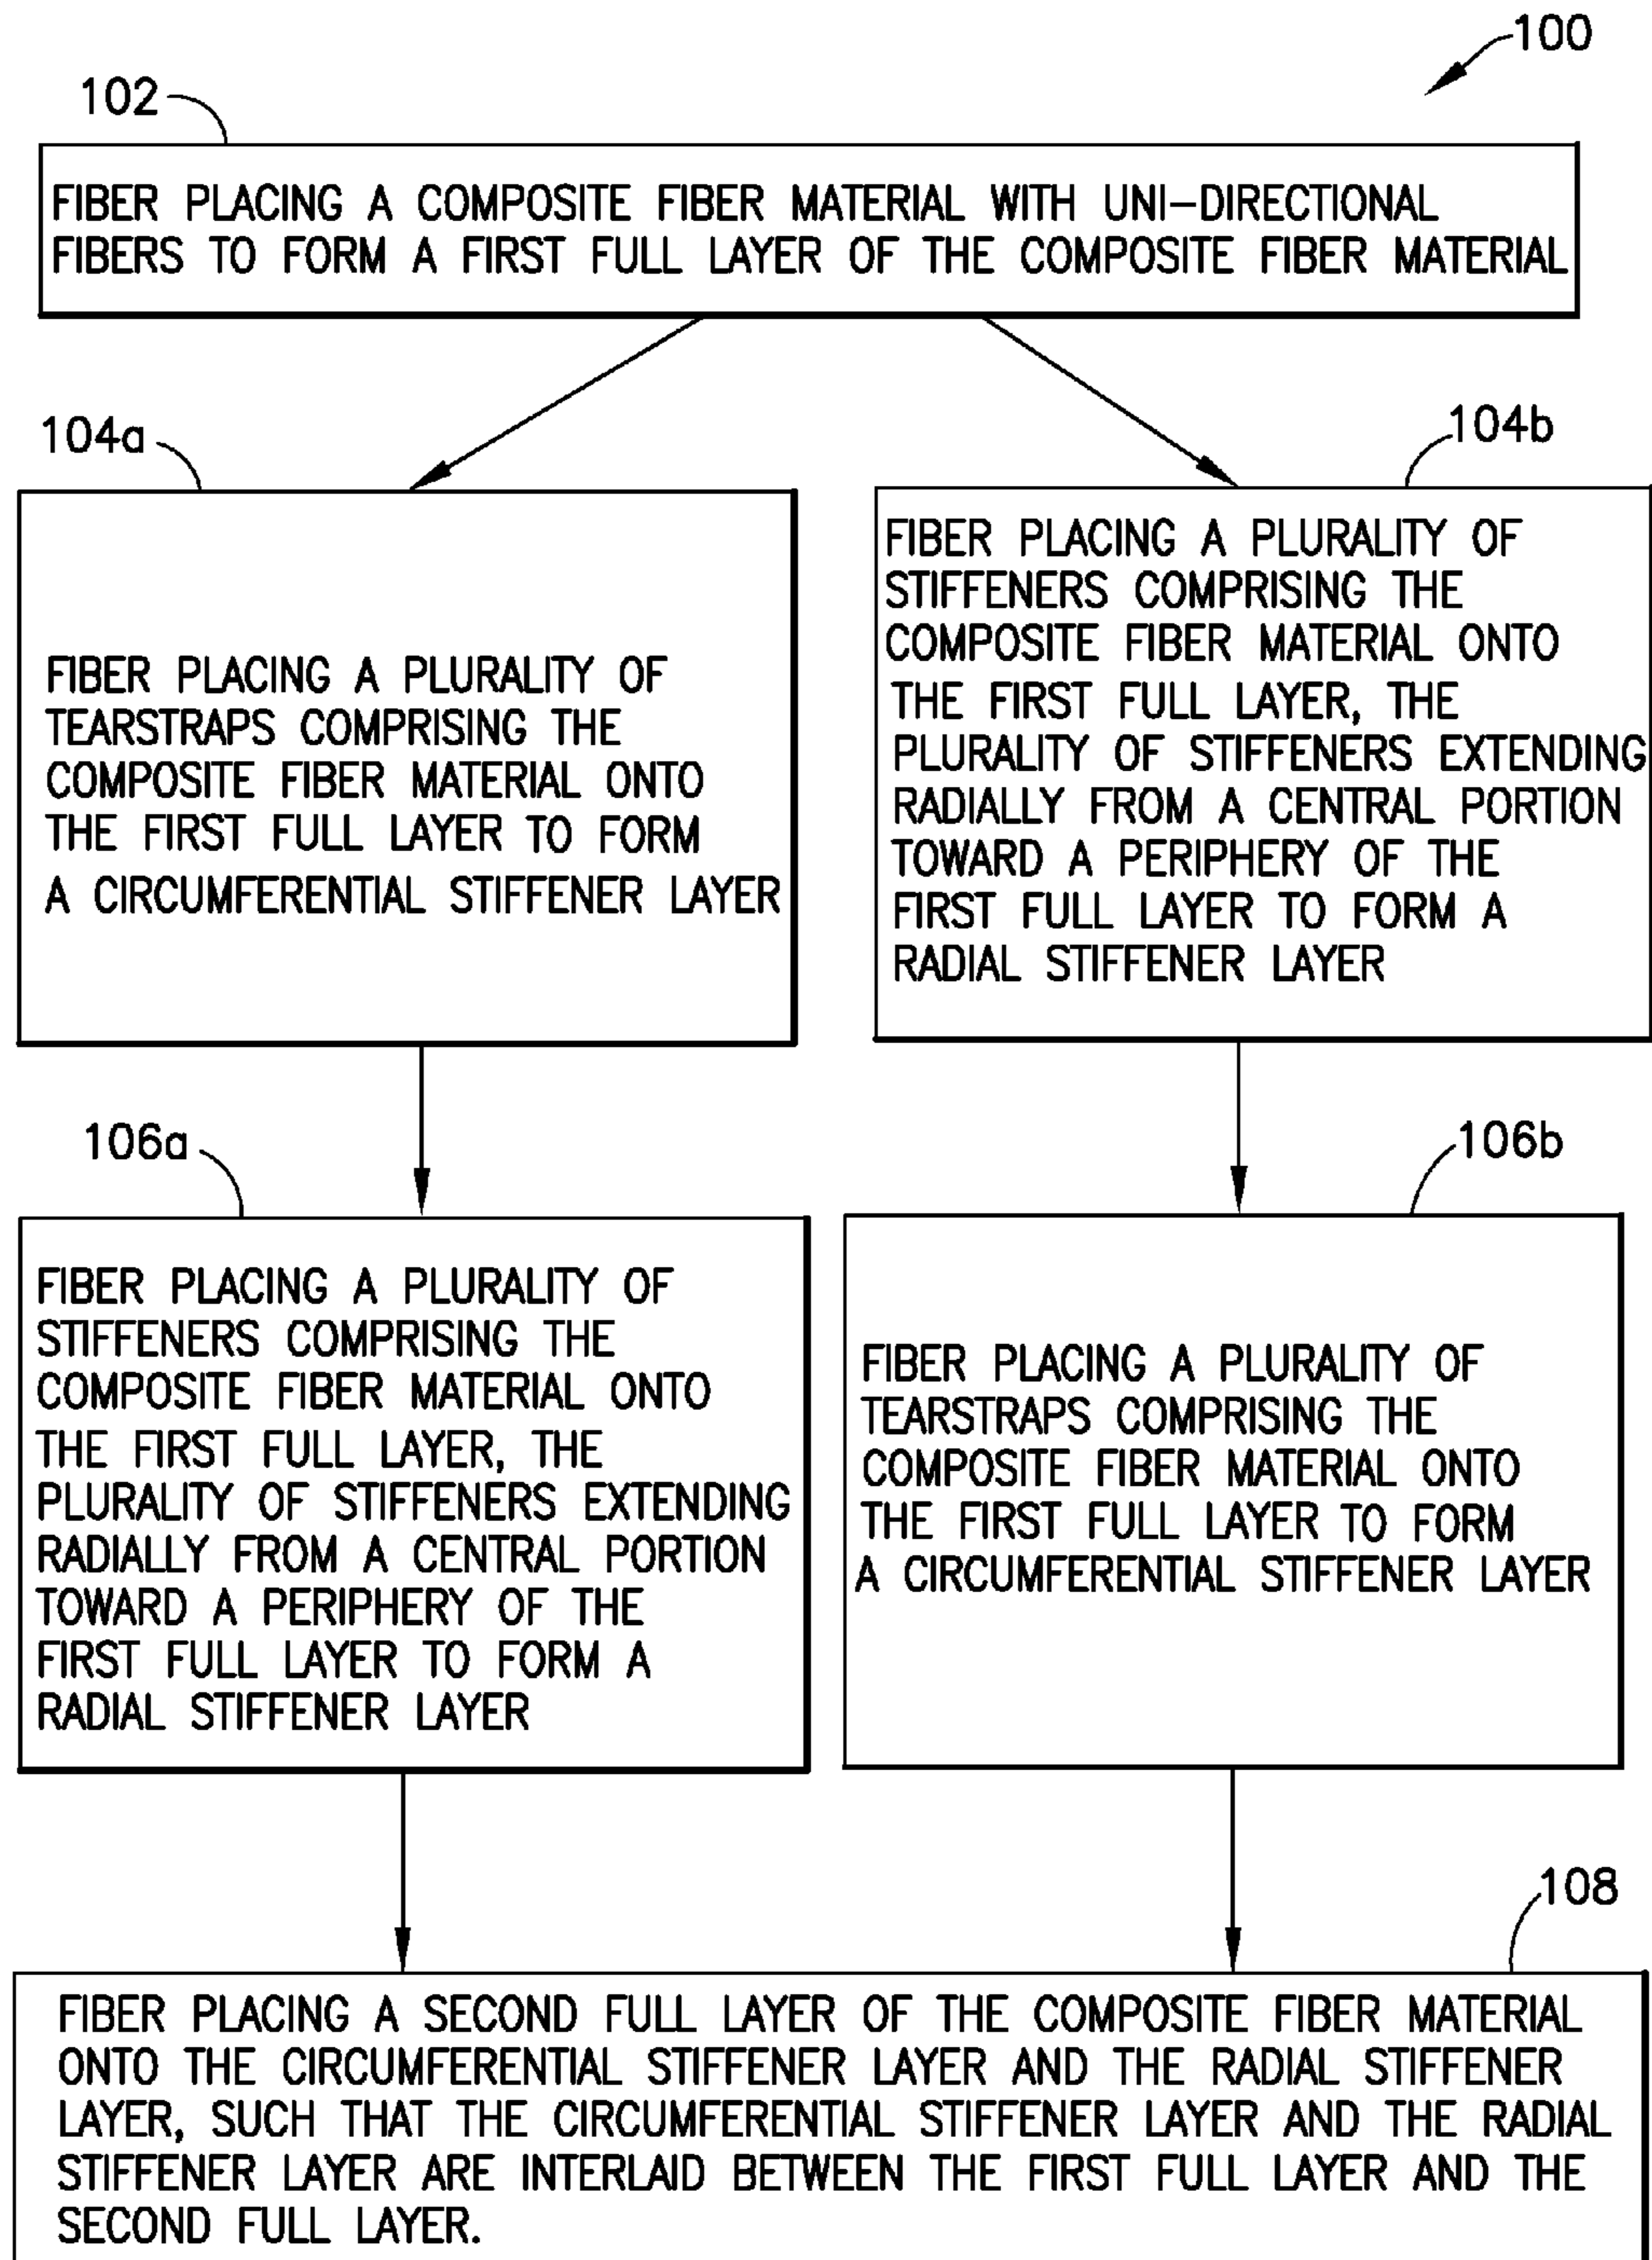 100
102
FIBER PLACING A COMPOSITE FIBER MATERIAL WITH UNI-DIRECTIONAL
FIBERS TO FORM A FIRST FULL LAYER OF THE COMPOSITE FIBER MATERIAL
104a
FIBER PLACING A PLURALITY OF
TEARSTRAPS COMPRISING THE
COMPOSITE FIBER MATERIAL ONTO
THE FIRST FULL LAYER TO FORM
A CIRCUMFERENTIAL STIFFENER LAYER
104b
FIBER PLACING A PLURALITY OF
STIFFENERS COMPRISING THE
COMPOSITE FIBER MATERIAL ONTO
THE FIRST FULL LAYER, THE
PLURALITY OF STIFFENERS EXTENDING
RADIALLY FROM A CENTRAL PORTION
TOWARD A PERIPHERY OF THE
FIRST FULL LAYER TO FORM A
RADIAL STIFFENER LAYER
106a
FIBER PLACING A PLURALITY OF
STIFFENERS COMPRISING THE
COMPOSITE FIBER MATERIAL ONTO
THE FIRST FULL LAYER, THE
PLURALITY OF STIFFENERS EXTENDING
RADIALLY FROM A CENTRAL PORTION
TOWARD A PERIPHERY OF THE
FIRST FULL LAYER TO FORM A
RADIAL STIFFENER LAYER
106b
FIBER PLACING A PLURALITY OF
TEARSTRAPS COMPRISING THE
COMPOSITE FIBER MATERIAL ONTO
THE FIRST FULL LAYER TO FORM
A CIRCUMFERENTIAL STIFFENER LAYER
108
FIBER PLACING A SECOND FULL LAYER OF THE COMPOSITE FIBER MATERIAL
ONTO THE CIRCUMFERENTIAL STIFFENER LAYER AND THE RADIAL STIFFENER
LAYER, SUCH THAT THE CIRCUMFERENTIAL STIFFENER LAYER AND THE RADIAL
STIFFENER LAYER ARE INTERLAID BETWEEN THE FIRST FULL LAYER AND THE
SECOND FULL LAYER.